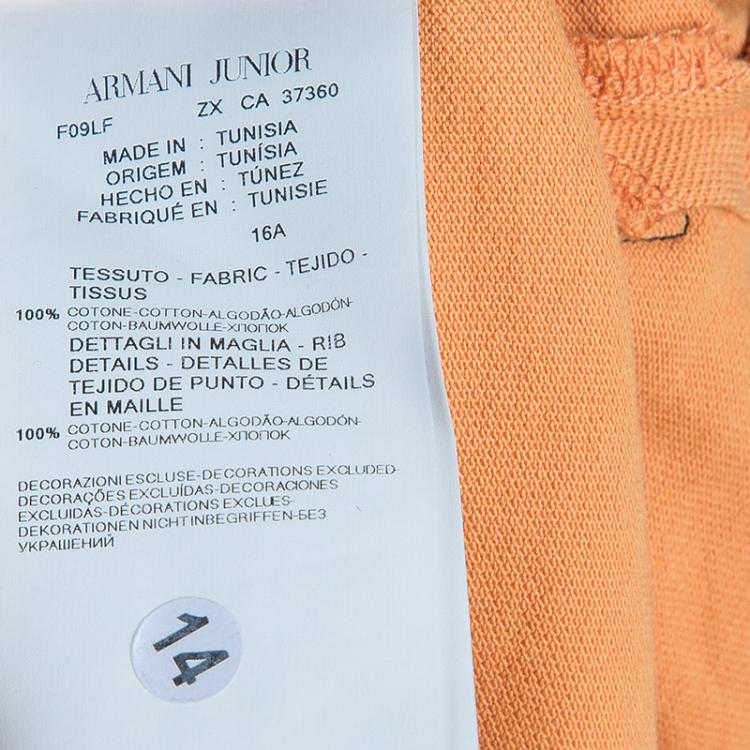 ARMANI JUNIOR
F09LF ZX CA 37360
MADE IN : TUNISIA
ORIGEM : TUNÍSIA
HECHO EN : TÚNEZ
FABRIQUÉ EN : TUNISIE
16A
TESSUTO - FABRIC - TEJIDO -
TISSUS
100% COTONE-COTTON-ALGODÃO-ALGODÓN-
COTON-BAUMWOLLE-ХЛОПОК
DETTAGLI IN MAGLIA - RIB
DETAILS - DETALLES DE
TEJIDO DE PUNTO - DÉTAILS
EN MAILLE
100% COTONE-COTTON-ALGODÃO-ALGODÓN-
COTON-BAUMWOLLE-ХЛОПОК
DECORAZIONI ESCLUSE-DECORATIONS EXCLUDED-
DECORAÇÕES EXCLUÍDAS-DECORACIONES
EXCLUIDAS-DÉCORATIONS EXCLUES-
DEKORATIONEN NICHT INBEGRIFFEN-БЕЗ
УКРАШЕНИЙ
14